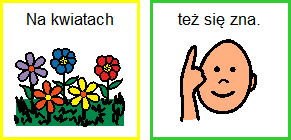 Na kwiatach
też się zna.